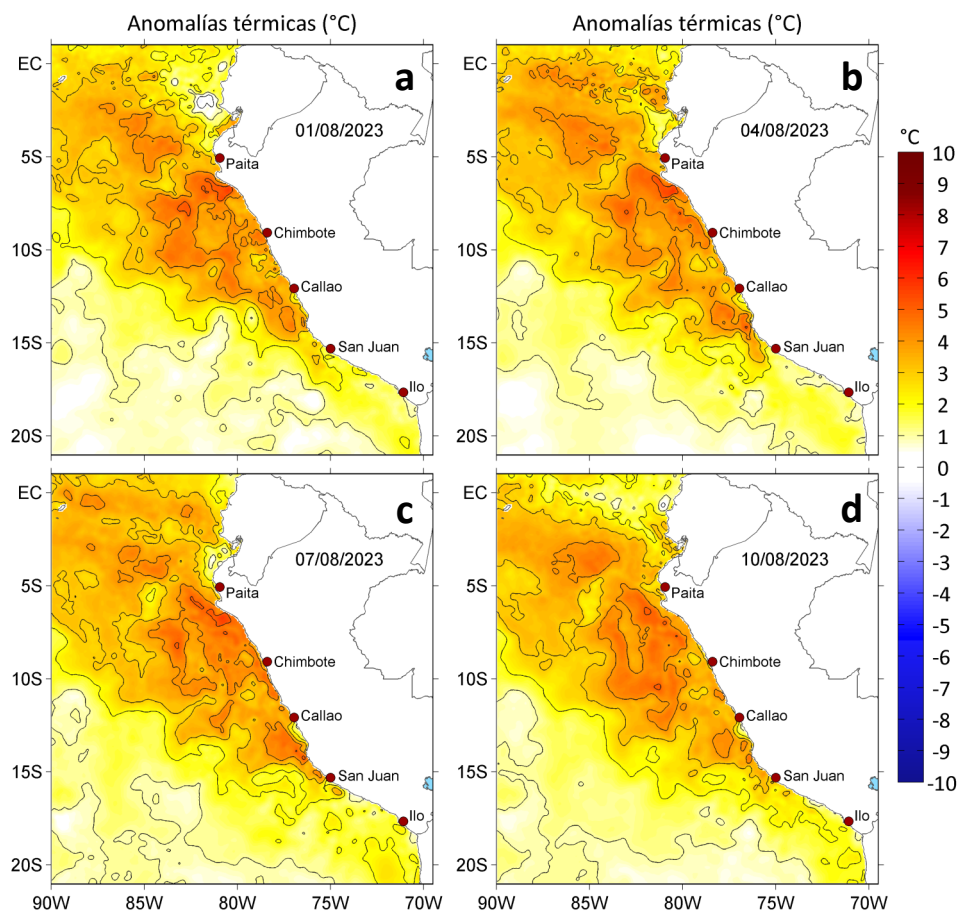 Anomalías térmicas (°C)
Anomalías térmicas (°C)
EC
5S
10S
15S
20S
a
01/08/2023
Paita
Chimbote
Callao
San Juan
Ilo
b
04/08/2023
Paita
Chimbote
Callao
San Juan
Ilo
EC
5S
10S
15S
20S
EC
5S
10S
15S
20S
c
07/08/2023
Paita
Chimbote
Callao
San Juan
Ilo
90W
85W
80W
75W
70W
EC
5S
10S
15S
20S
d
10/08/2023
Paita
Chimbote
Callao
San Juan
Ilo
90W
85W
80W
75W
70W
°C
10
9
8
7
6
5
4
3
2
1
0
-1
-2
-3
-4
-5
-6
-7
-8
-9
-10